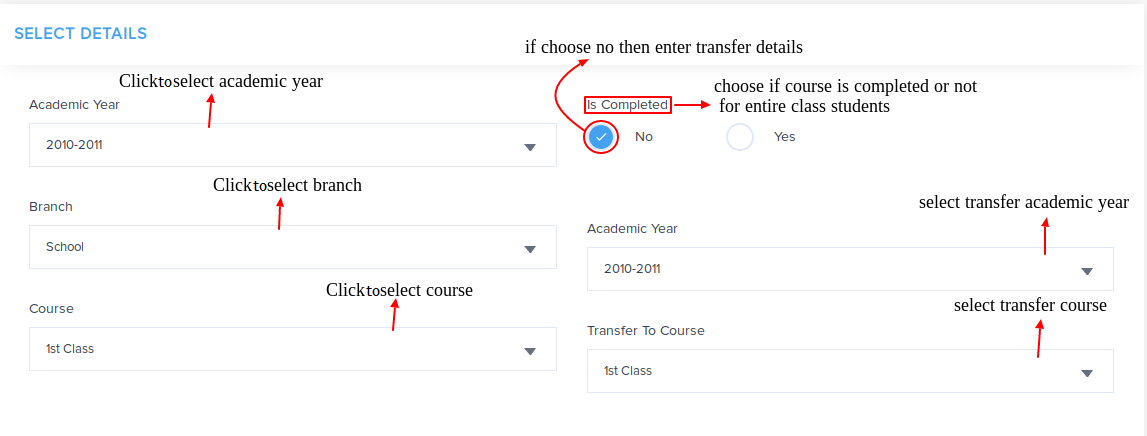 SELECT DETAILS
if choose no then enter transfer details
Clicktoselect academic year
choose if course is completed or not
for entire class students
Academic Year
Is Completed
2010-2011
No
Yes
Clicktoselect branch
Branch
select transfer academic year
Academic Year
School
2010-2011
Clicktoselect course
Course
select transfer course
Transfer To Course
1st Class
1st Class